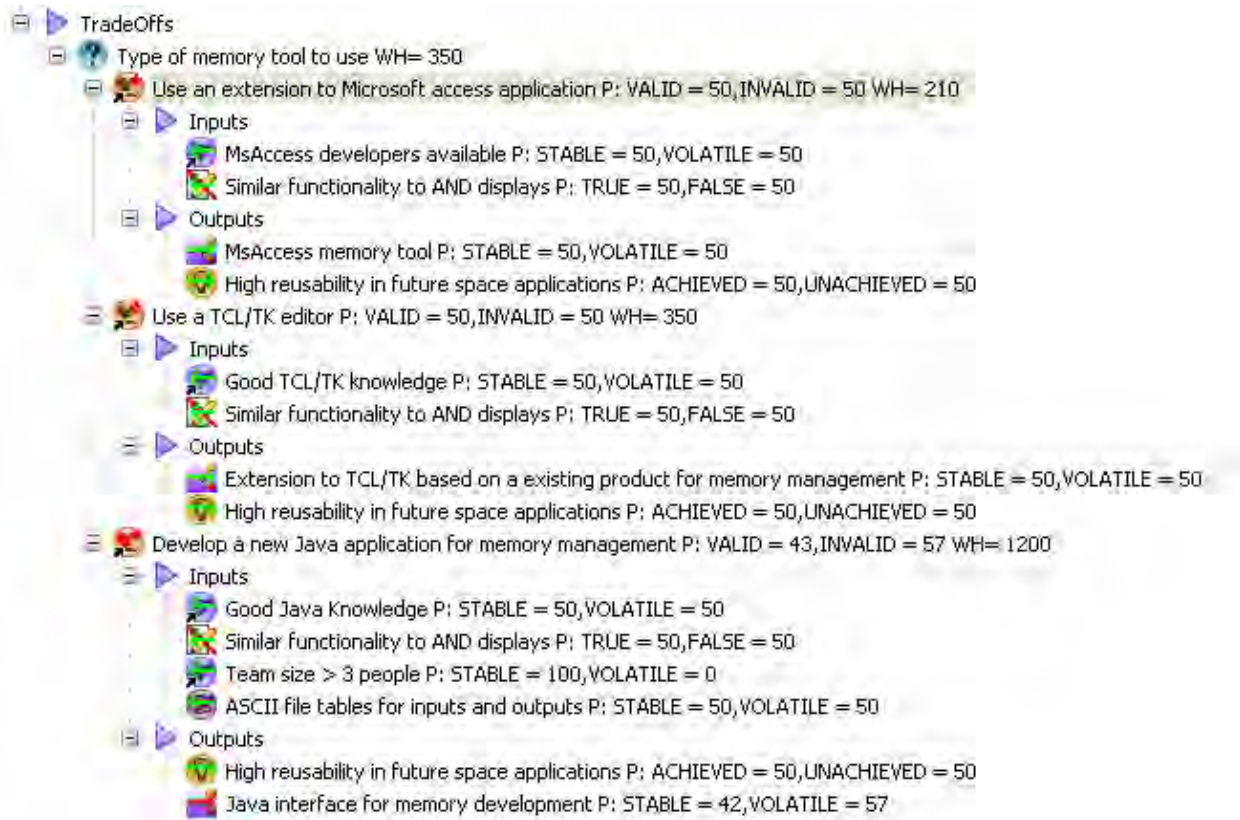 TradeOffs
Type of memory tool to use WH= 350
Use an extension to Microsoft access application P: VALID = 50,INVALID = 50 WH= 210
Inputs
MsAccess developers available P: STABLE = 50,VOLATILE = 50
Similar functionality to AND displays P: TRUE = 50,FALSE = 50
Outputs
MsAccess memory tool P: STABLE = 50,VOLATILE = 50
High reusability in future space applications P: ACHIEVED = 50,UNACHIEVED = 50
Use a TCL/TK editor P: VALID = 50,INVALID = 50 WH= 350
Inputs
Good TCL/TK knowledge P: STABLE = 50,VOLATILE = 50
Similar functionality to AND displays P: TRUE = 50,FALSE = 50
Outputs
Extension to TCL/TK based on a existing product for memory management P: STABLE = 50,VOLATILE = 50
High reusability in future space applications P: ACHIEVED = 50,UNACHIEVED = 50
Develop a new Java application for memory management P: VALID = 43,INVALID = 57 WH= 1200
Inputs
Good Java Knowledge P: STABLE = 50,VOLATILE = 50
Similar functionality to AND displays P: TRUE = 50,FALSE = 50
Team size > 3 people P: STABLE = 100,VOLATILE = 0
ASCII file tables for inputs and outputs P: STABLE = 50,VOLATILE = 50
Outputs
High reusability in future space applications P: ACHIEVED = 50,UNACHIEVED = 50
Java interface for memory development P: STABLE = 42,VOLATILE = 57